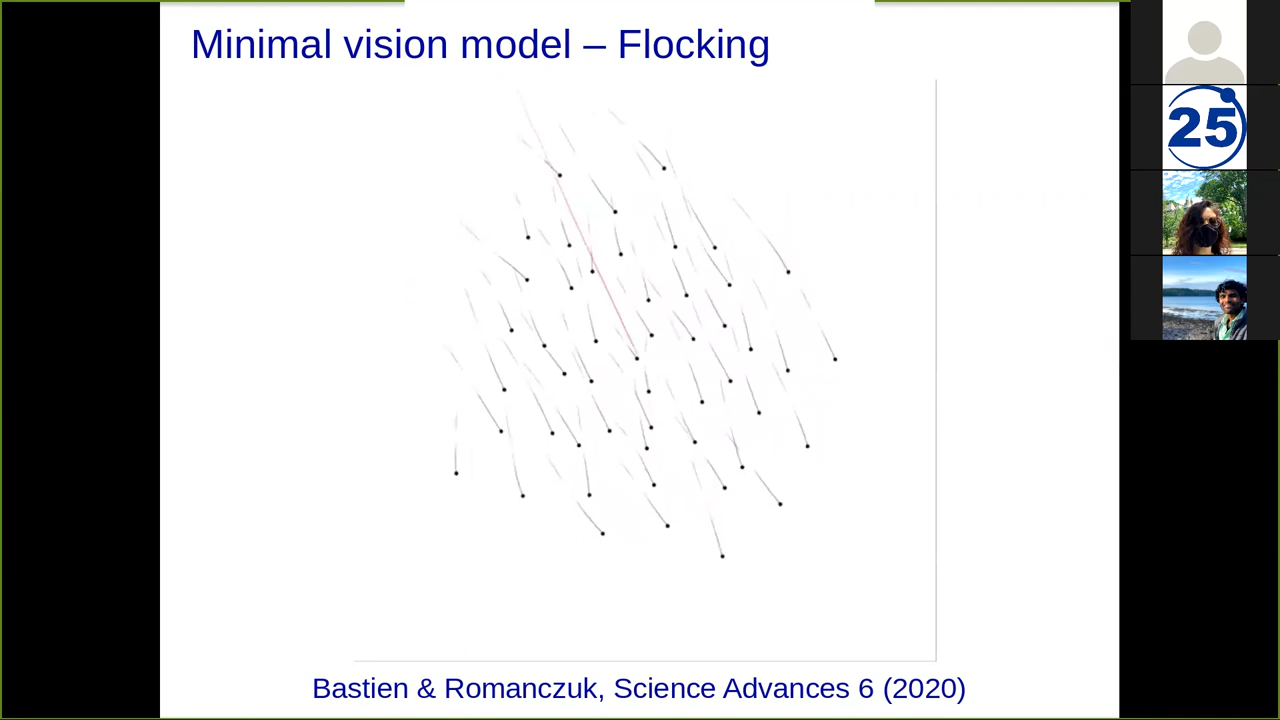 Minimal vision model – Flocking
25
Bastien & Romanczuk, Science Advances 6 (2020)